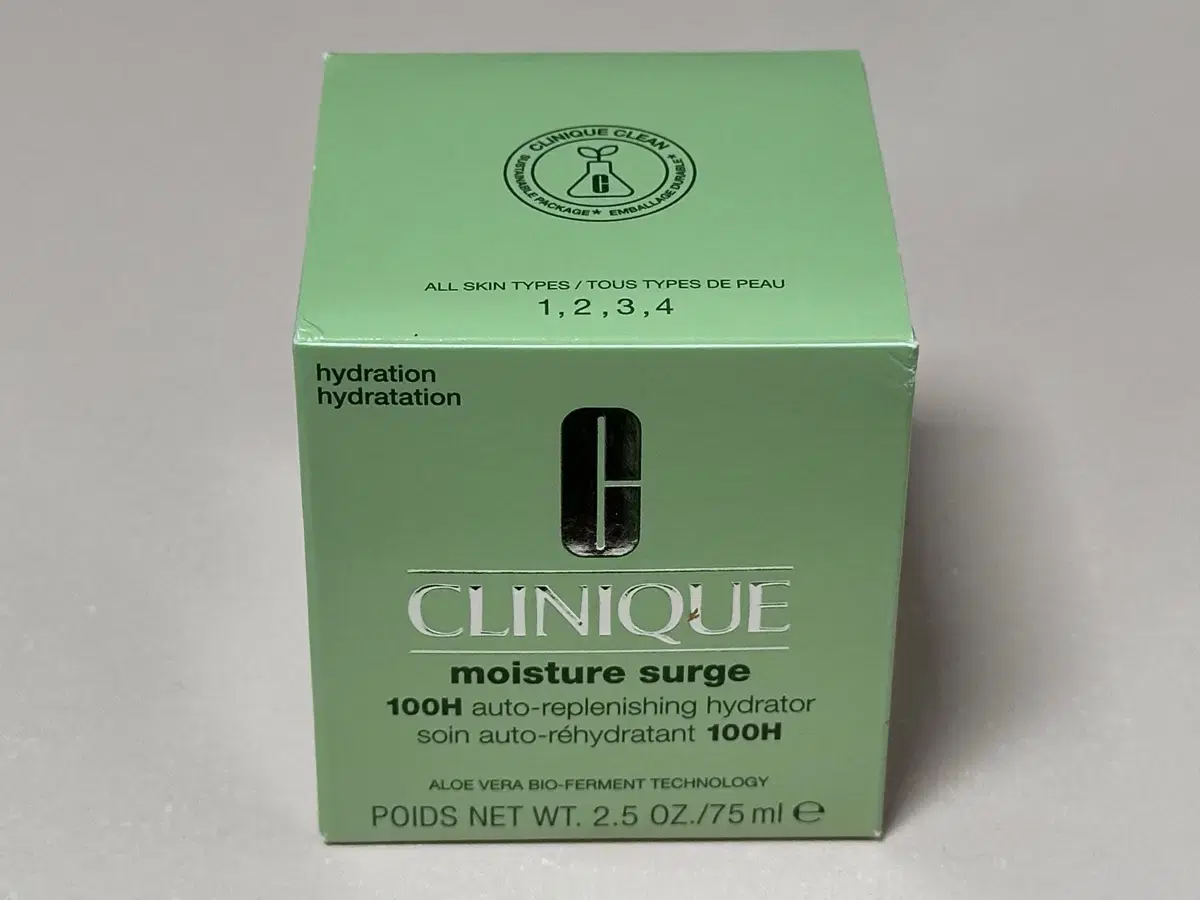 CLINIQUE CLEAN
SUSTAINABLE PACKAGE* EMBALLAGE DURABLE*
C
ALL SKIN TYPES / TOUS TYPES DE PEAU
1, 2, 3, 4
hydration
hydratation
C
CLINIQUE
moisture surge
100H auto-replenishing hydrator
soin auto-réhydratant 100H
ALOE VERA BIO-FERMENT TECHNOLOGY
POIDS NET WT. 2.5 OZ./75 ml ℮